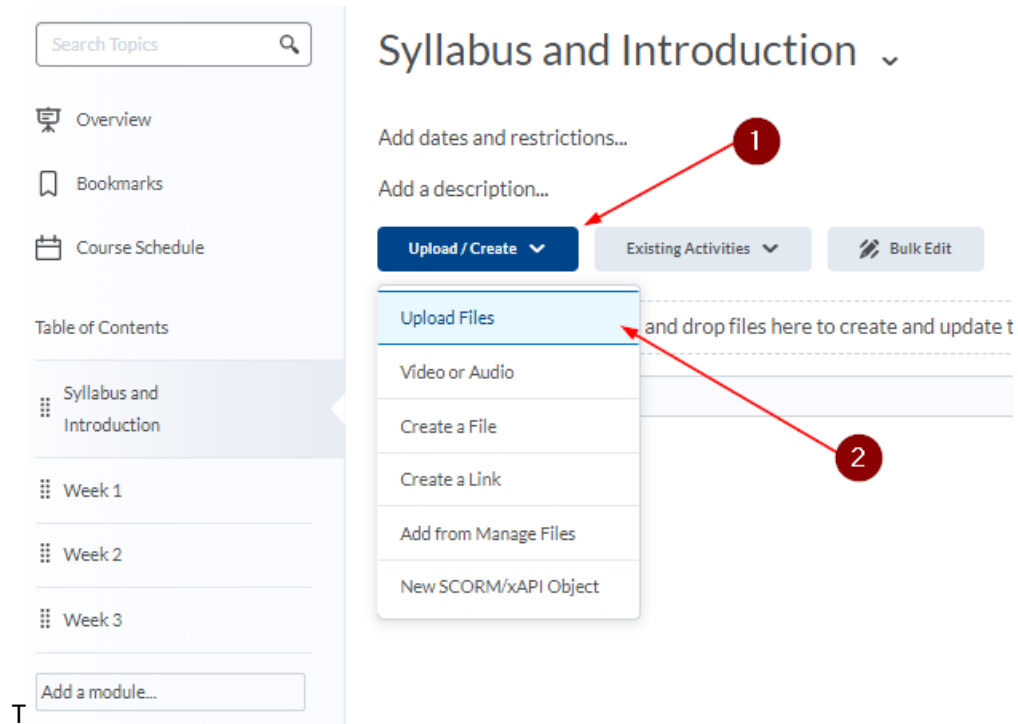 Search Topics
Overview
Bookmarks
Course Schedule
Table of Contents
Syllabus and
Introduction
Week 1
Week 2
Week 3
Add a module...
T
Syllabus and Introduction
Add dates and restrictions...
1
Add a description...
Upload / Create
Existing Activities
Bulk Edit
Upload Files
and drop files here to create and update t
Video or Audio
Create a File
2
Create a Link
Add from Manage Files
New SCORM/xAPI Object